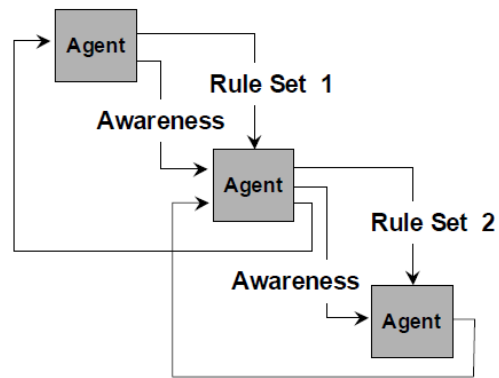 Agent
Rule Set 1
Awareness
Agent
Rule Set 2
Awareness
Agent